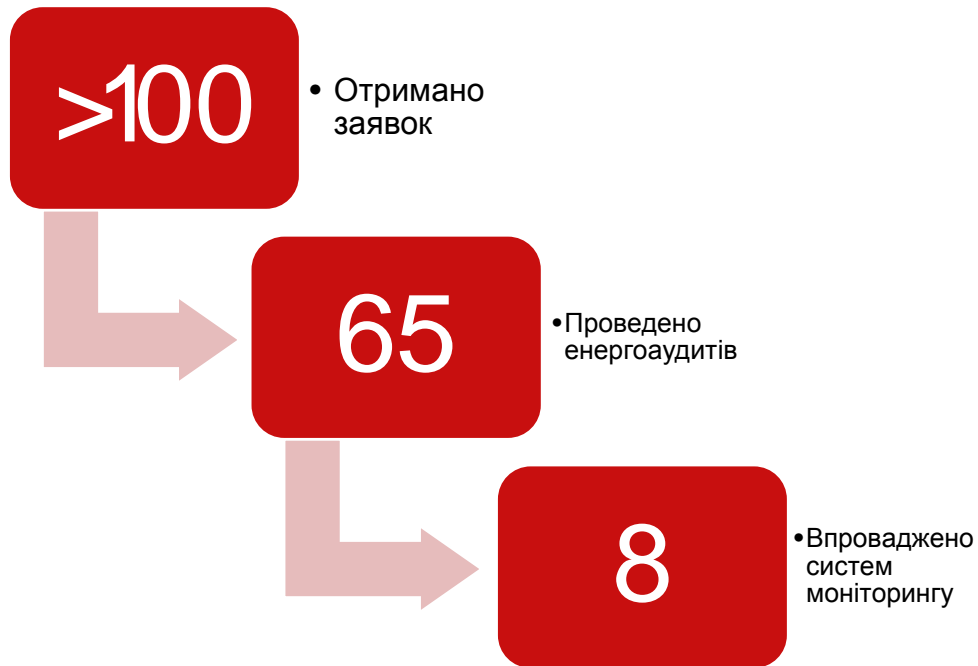 >100
• Отримано
заявок
65
•Проведено
енергоаудитів
8
•Впроваджено
систем
моніторингу